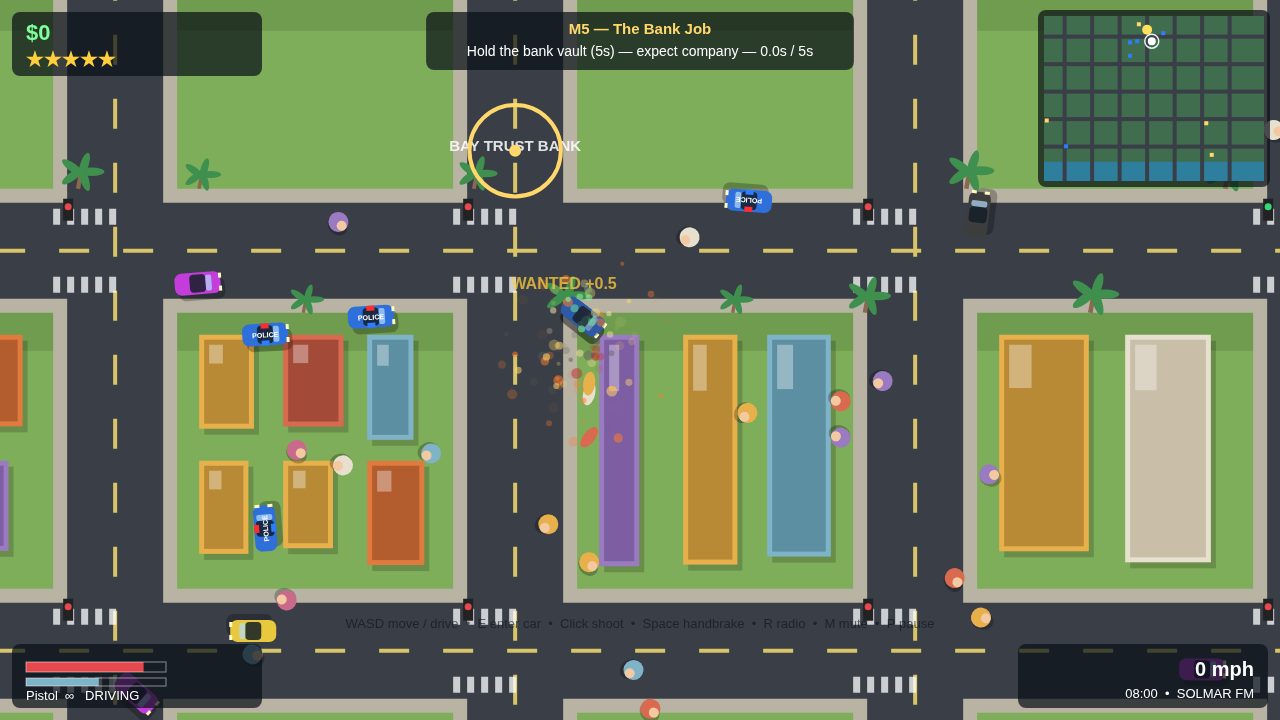 $0
★★★★★
M5 — The Bank Job
Hold the bank vault (5s) — expect company — 0.0s / 5s
BAY TRUST BANK
POLICE
WANTED +0.5
POLICE
POLICE
POLICE
WASD move / drive • E enter car • Click shoot • Space handbrake • R radio • M mute • P pause
Pistol ∞ DRIVING
0 mph
08:00 • SOLMAR FM